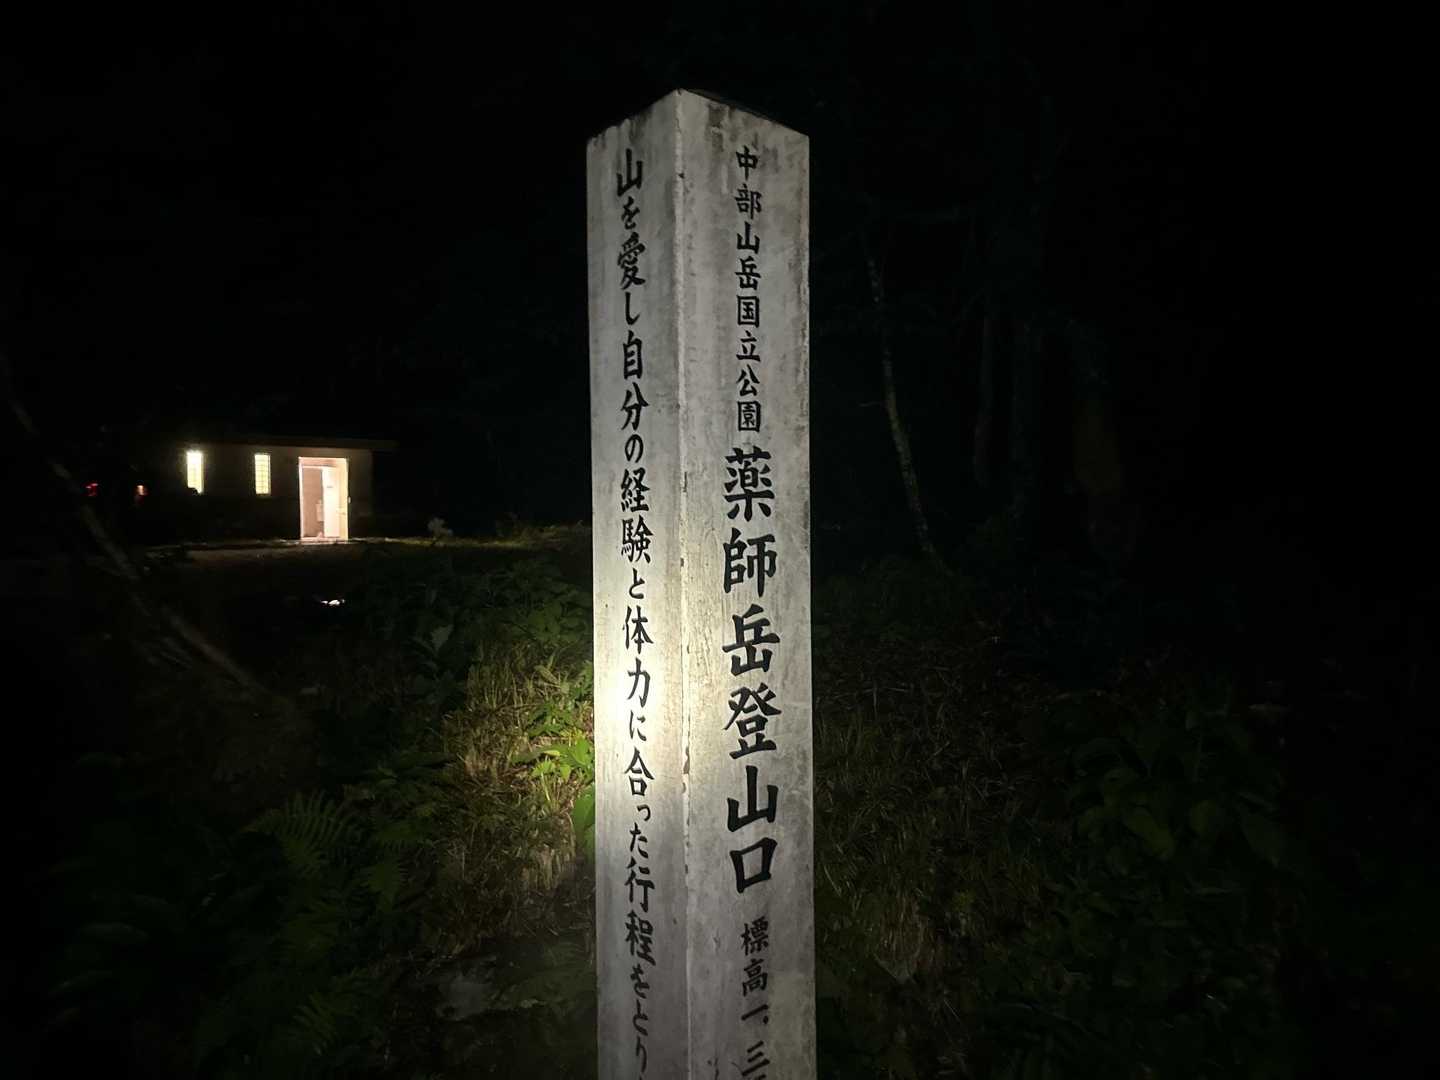 中部山岳国立公園 薬師岳登山口 標高一.三
山を愛し自分の経験と体力に合った行程をとり